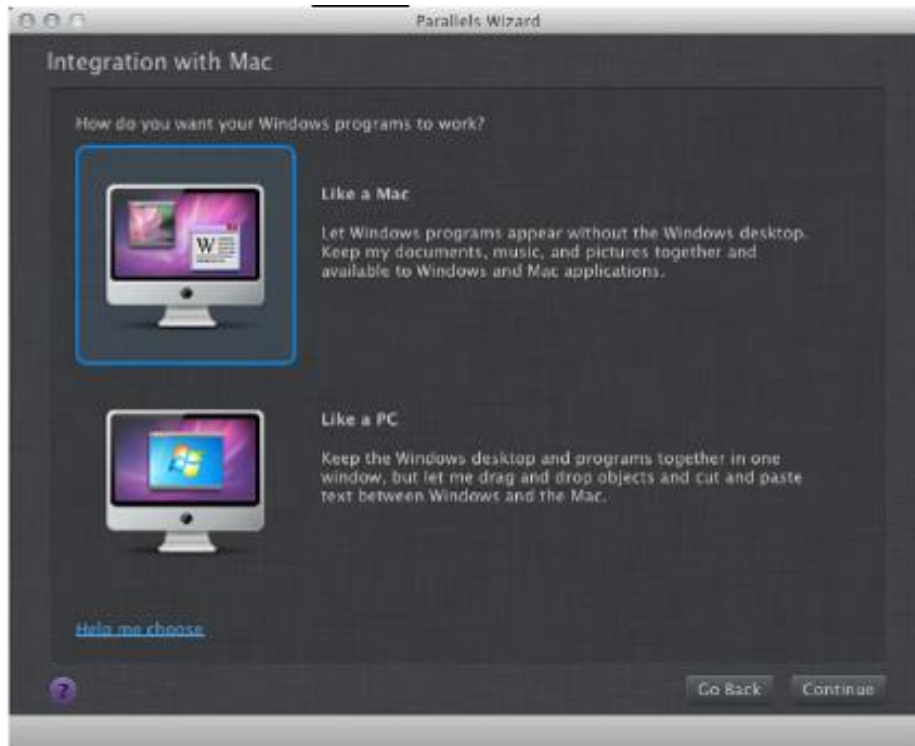 Parallels Wizard
Integration with Mac
How do you want your Windows programs to work?
Like a Mac
Let Windows programs appear without the Windows desktop.
Keep my documents, music, and pictures together and
available to Windows and Mac applications.
W
Like a PC
Keep the Windows desktop and programs together in one
window, but let me drag and drop objects and cut and paste
text between Windows and the Mac.
Help me choose
?
Go Back
Continue